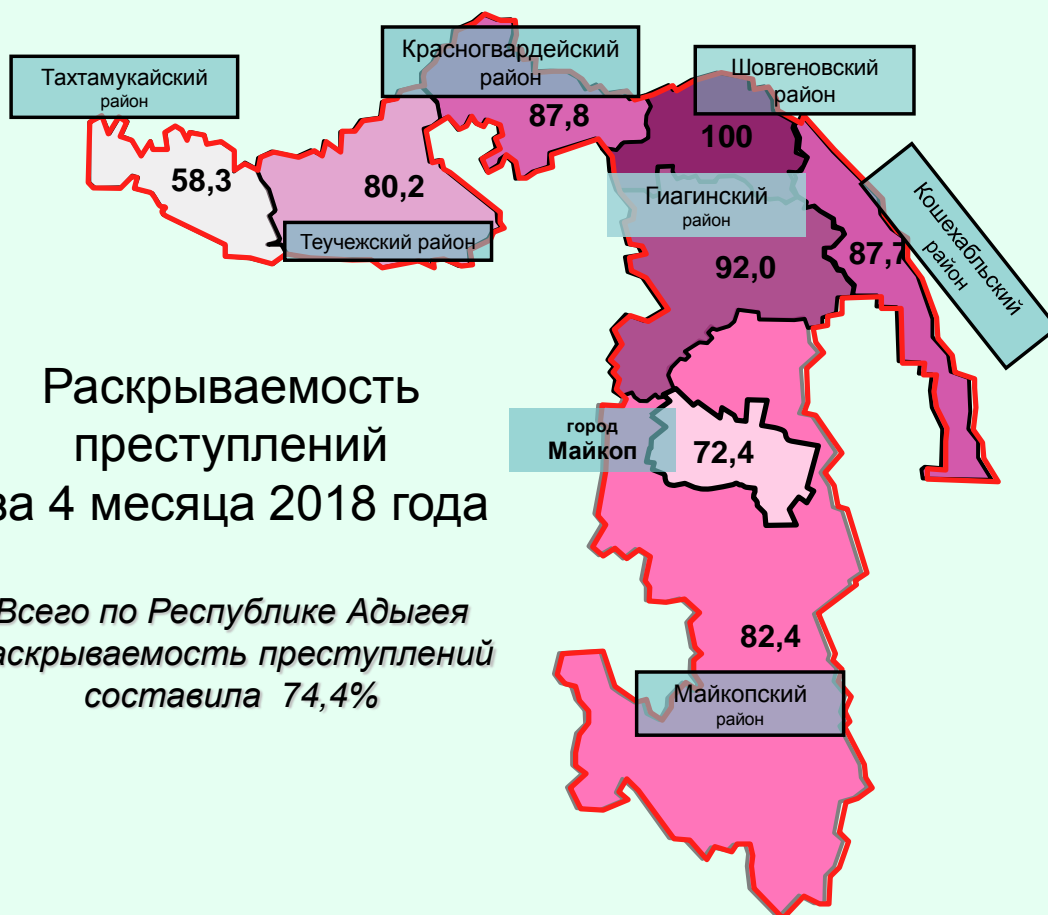 Красногвардейский
район
Шовгеновский
район
Тахтамукайский
район
87,8
100
58,3
80,2
Гиагинский
район
Кошехабльский
район
Теучежский район
92,0
87,7
Раскрываемость
преступлений
за 4 месяца 2018 года
город
Майкоп
72,4
Всего по Республике Адыгея
раскрываемость преступлений
составила 74,4%
82,4
Майкопский
район